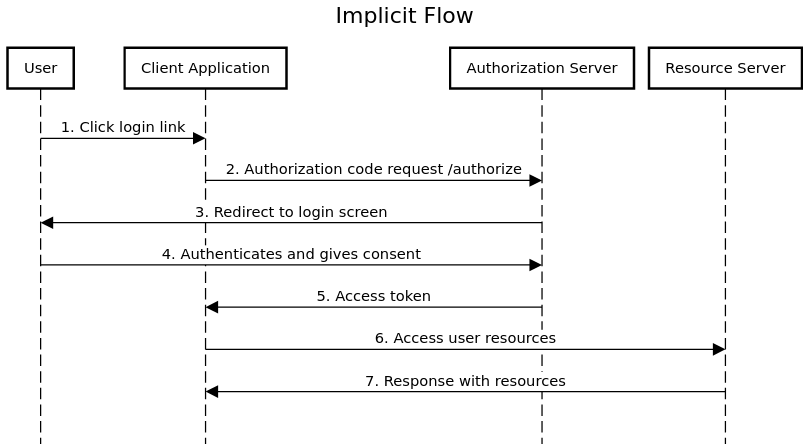 Implicit Flow
User
Client Application
Authorization Server
Resource Server
1. Click login link
2. Authorization code request /authorize
3. Redirect to login screen
4. Authenticates and gives consent
5. Access token
6. Access user resources
7. Response with resources